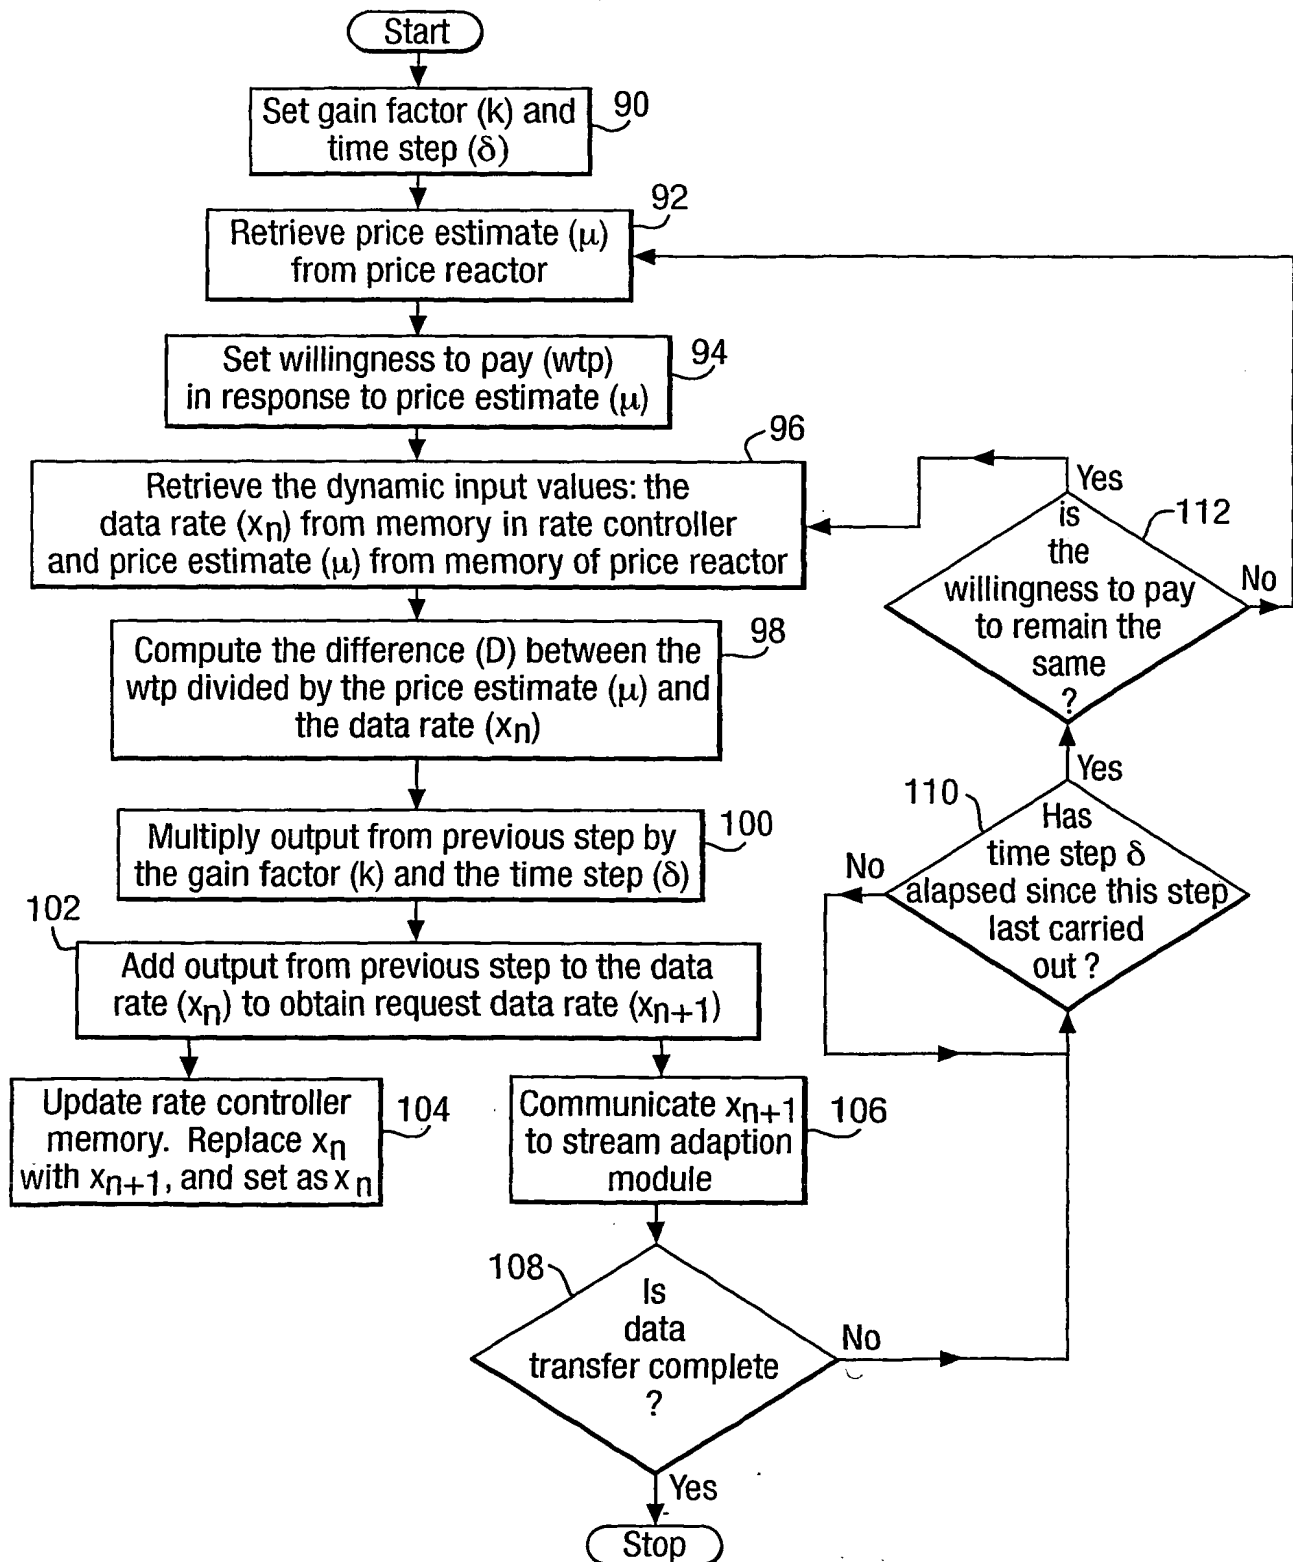 Start
Set gain factor (k) and
time step (δ)
90
Retrieve price estimate (μ)
from price reactor
92
Set willingness to pay (wtp)
in response to price estimate (μ)
94
96
Retrieve the dynamic input values: the
data rate (xn) from memory in rate controller
and price estimate (μ) from memory of price reactor
Compute the difference (D) between the
wtp divided by the price estimate (μ) and
the data rate (xn)
98
Multiply output from previous step by
the gain factor (k) and the time step (δ)
100
102
Add output from previous step to the data
rate (xn) to obtain request data rate (xn+1)
Update rate controller
memory. Replace xn
with xn+1, and set as xn
104
Communicate xn+1
to stream adaption
module
106
108
Is
data
transfer complete
?
No
Yes
Stop
110
Has
time step δ
alapsed since this step
last carried
out ?
No
Yes
112
is
the
willingness to pay
to remain the
same
?
Yes
No